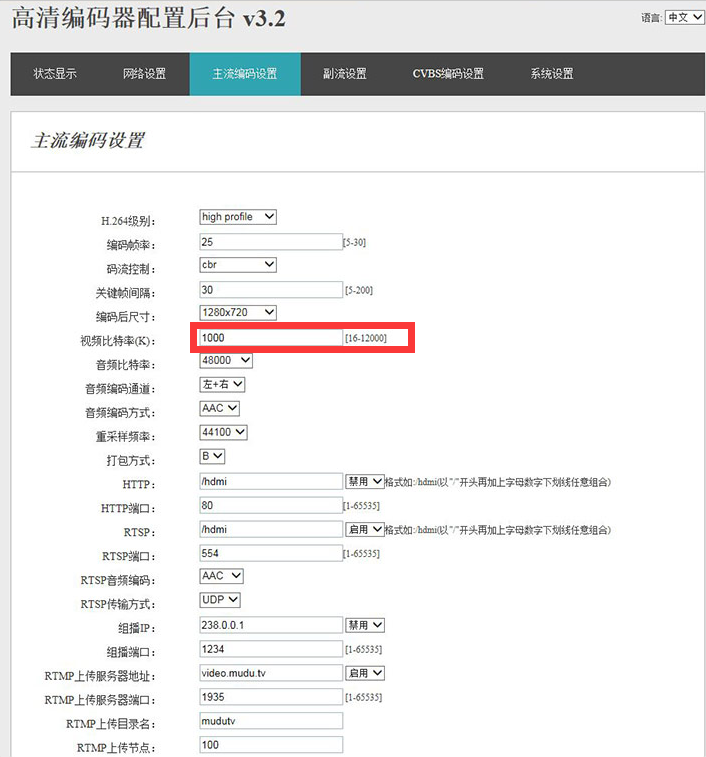 高清编码器配置后台 v3.2
语言: 中文
状态显示 网络设置 主流编码设置 副流设置 CVBS编码设置 系统设置
主流编码设置
H.264级别: high profile
编码帧率: 25 [5-30]
码流控制: cbr
关键帧间隔: 30 [5-200]
编码后尺寸: 1280x720
视频比特率(K): 1000 [16-12000]
音频比特率: 48000
音频编码通道: 左+右
音频编码方式: AAC
重采样频率: 44100
打包方式: B
HTTP: /hdmi 禁用 格式如:/hdmi(以"/"开头再加上字母数字下划线任意组合)
HTTP端口: 80 [1-65535]
RTSP: /hdmi 启用 格式如:/hdmi(以"/"开头再加上字母数字下划线任意组合)
RTSP端口: 554 [1-65535]
RTSP音频编码: AAC
RTSP传输方式: UDP
组播IP: 238.0.0.1 禁用
组播端口: 1234 [1-65535]
RTMP上传服务器地址: video.mudu.tv 启用
RTMP上传服务器端口: 1935 [1-65535]
RTMP上传目录名: mudutv
RTMP上传节点: 100